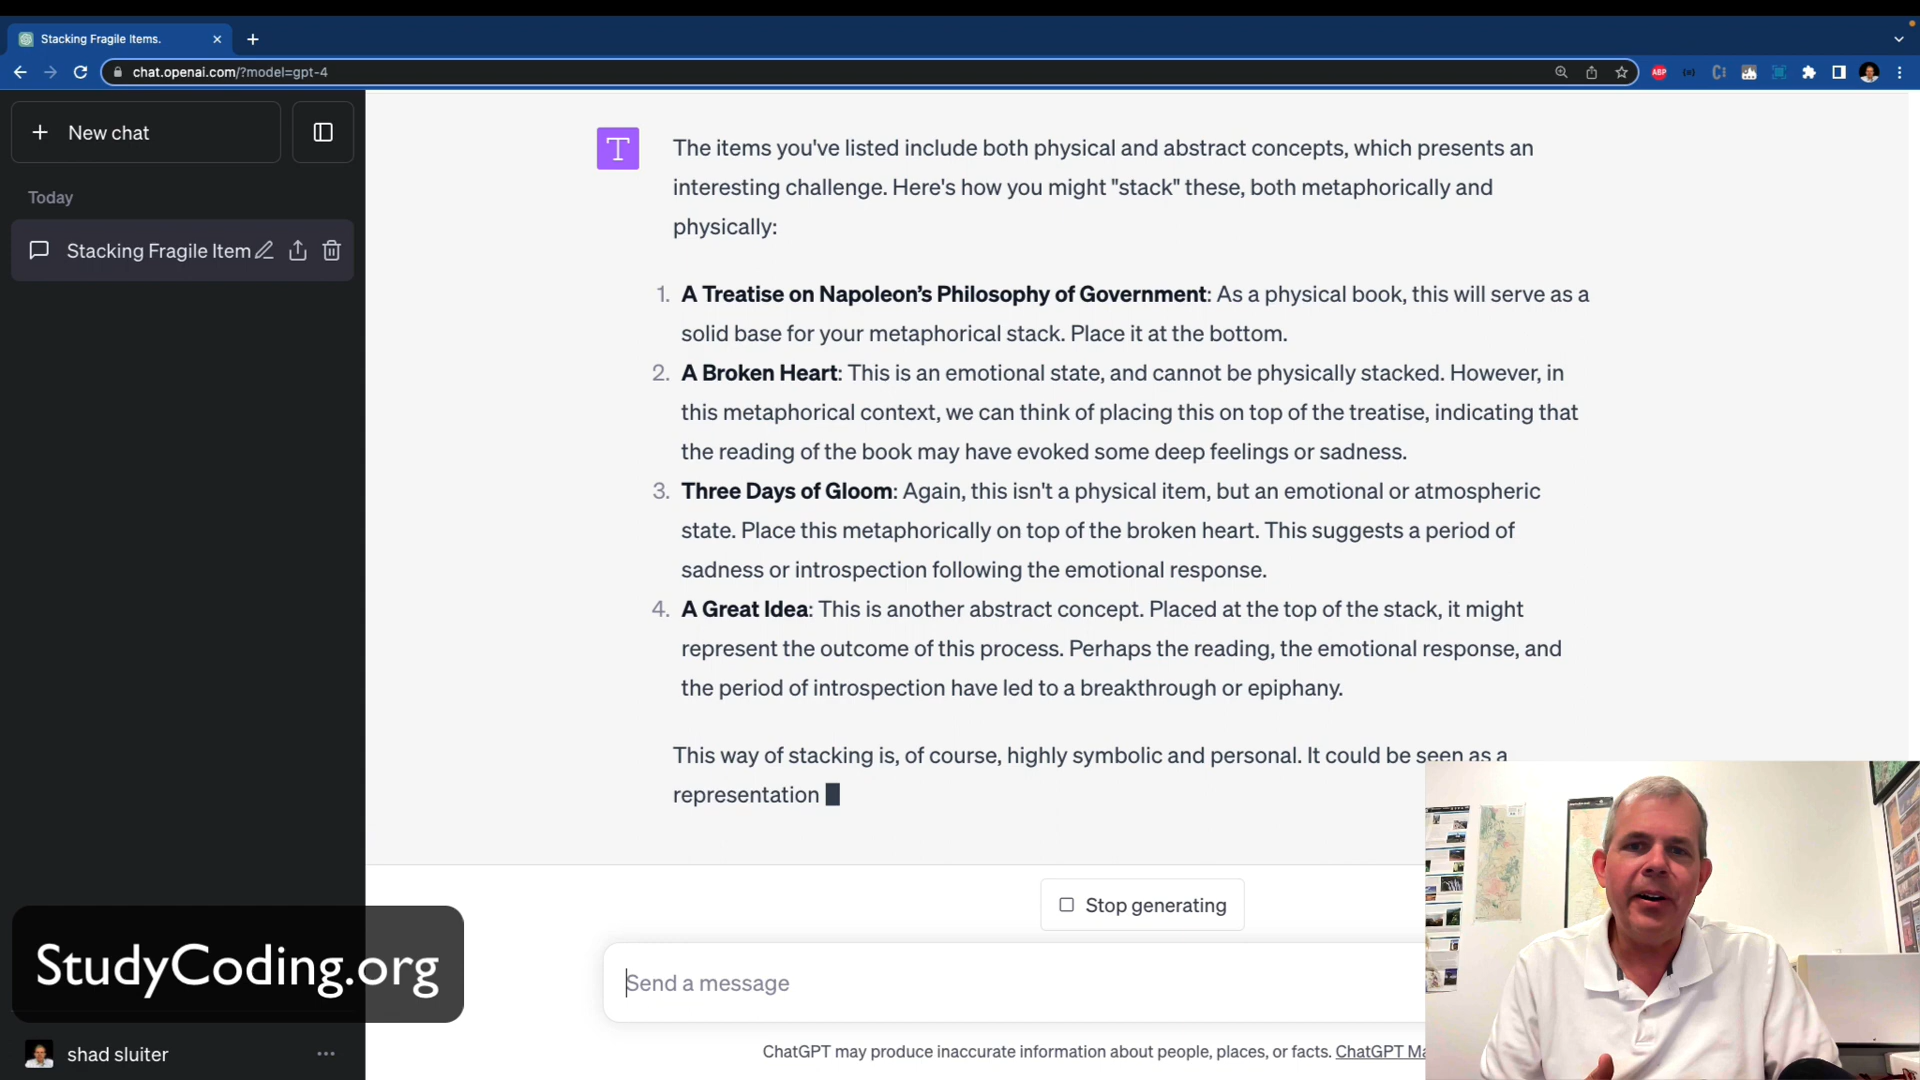 Stacking Fragile Items.
chat.openai.com/?model=gpt-4
ABP
New chat
Today
Stacking Fragile Item
T
The items you've listed include both physical and abstract concepts, which presents an
interesting challenge. Here's how you might "stack" these, both metaphorically and
physically:
1. A Treatise on Napoleon’s Philosophy of Government: As a physical book, this will serve as a
solid base for your metaphorical stack. Place it at the bottom.
2. A Broken Heart: This is an emotional state, and cannot be physically stacked. However, in
this metaphorical context, we can think of placing this on top of the treatise, indicating that
the reading of the book may have evoked some deep feelings or sadness.
3. Three Days of Gloom: Again, this isn't a physical item, but an emotional or atmospheric
state. Place this metaphorically on top of the broken heart. This suggests a period of
sadness or introspection following the emotional response.
4. A Great Idea: This is another abstract concept. Placed at the top of the stack, it might
represent the outcome of this process. Perhaps the reading, the emotional response, and
the period of introspection have led to a breakthrough or epiphany.
This way of stacking is, of course, highly symbolic and personal. It could be seen as a
representation
Stop generating
Send a message
ChatGPT may produce inaccurate information about people, places, or facts. ChatGPT Ma
StudyCoding.org
shad sluiter